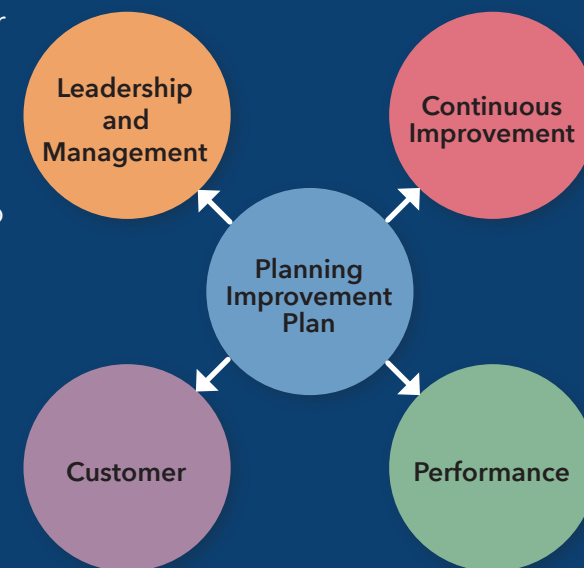 Leadership
and
Management
Continuous
Improvement
Planning
Improvement
Plan
Customer
Performance